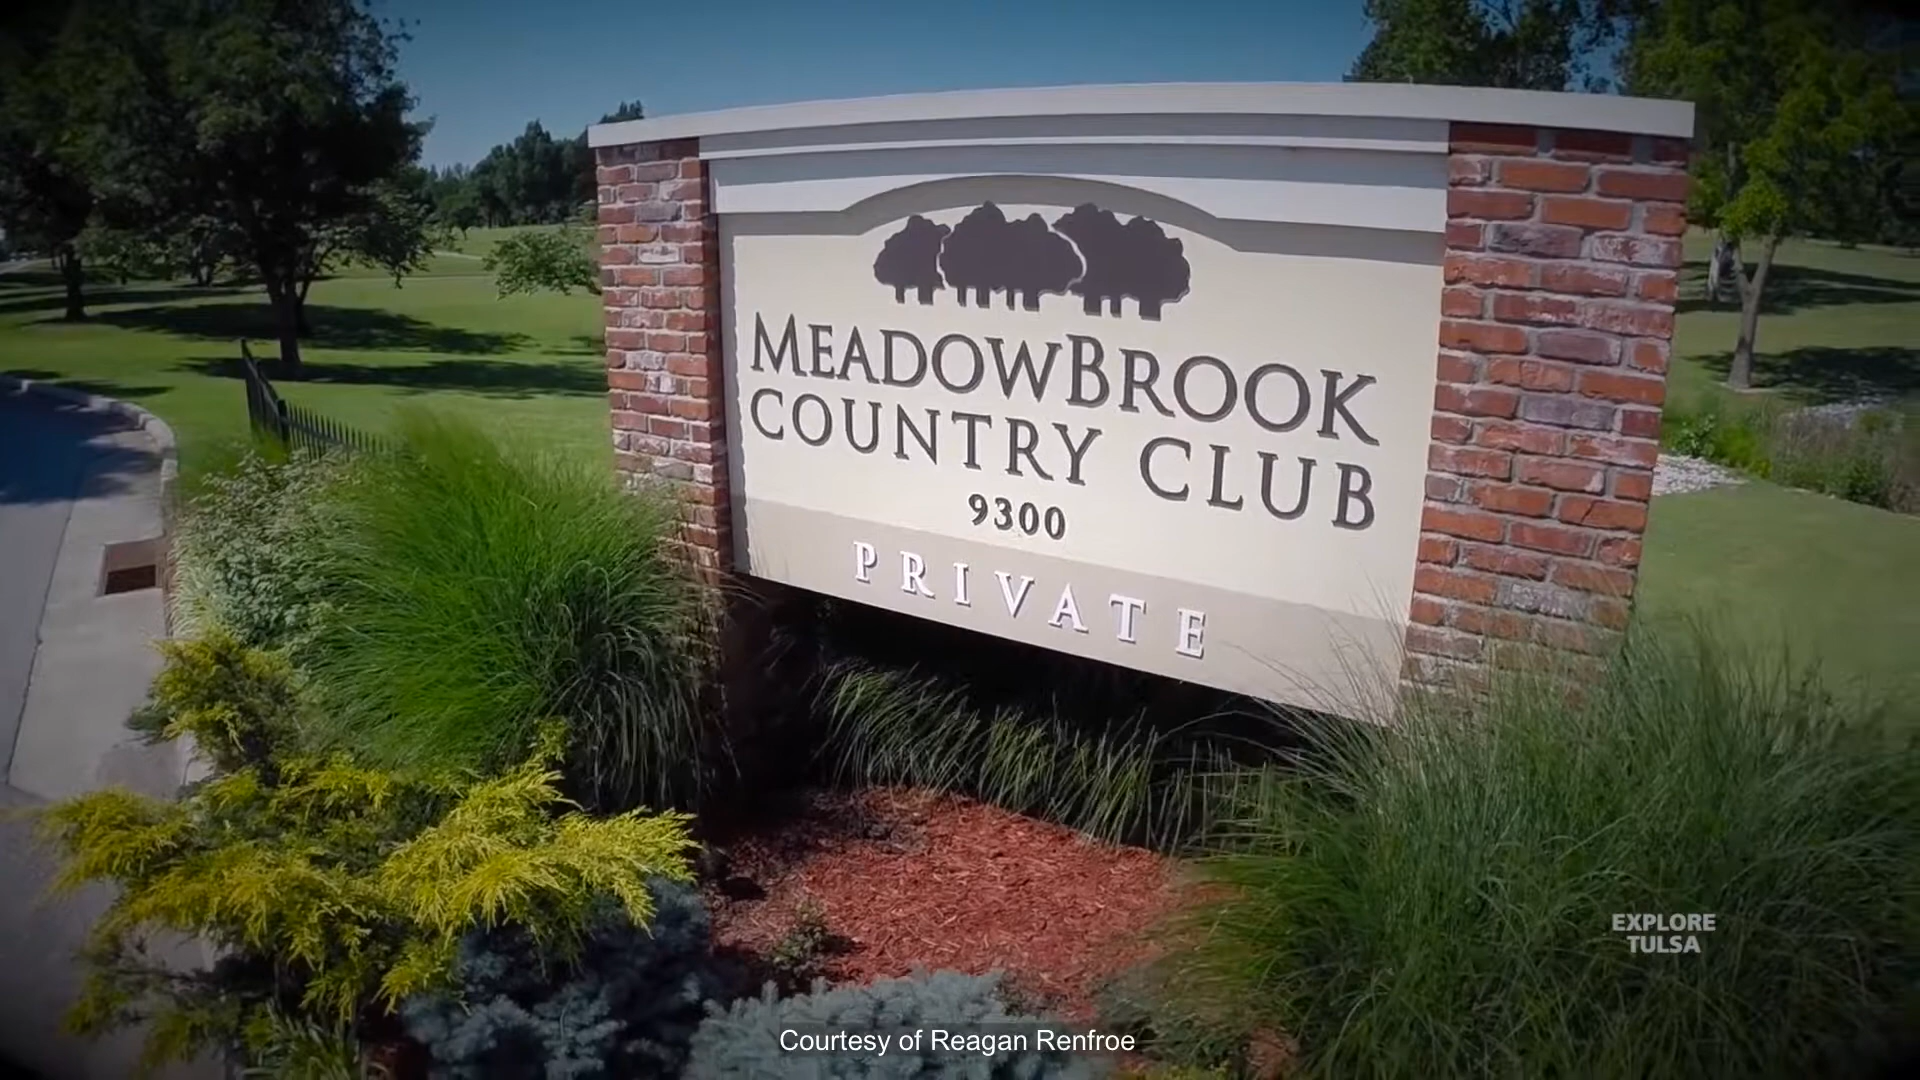 MEADOWBROOK
COUNTRY CLUB
9300
PRIVATE
EXPLORE
TULSA
Courtesy of Reagan Renfroe